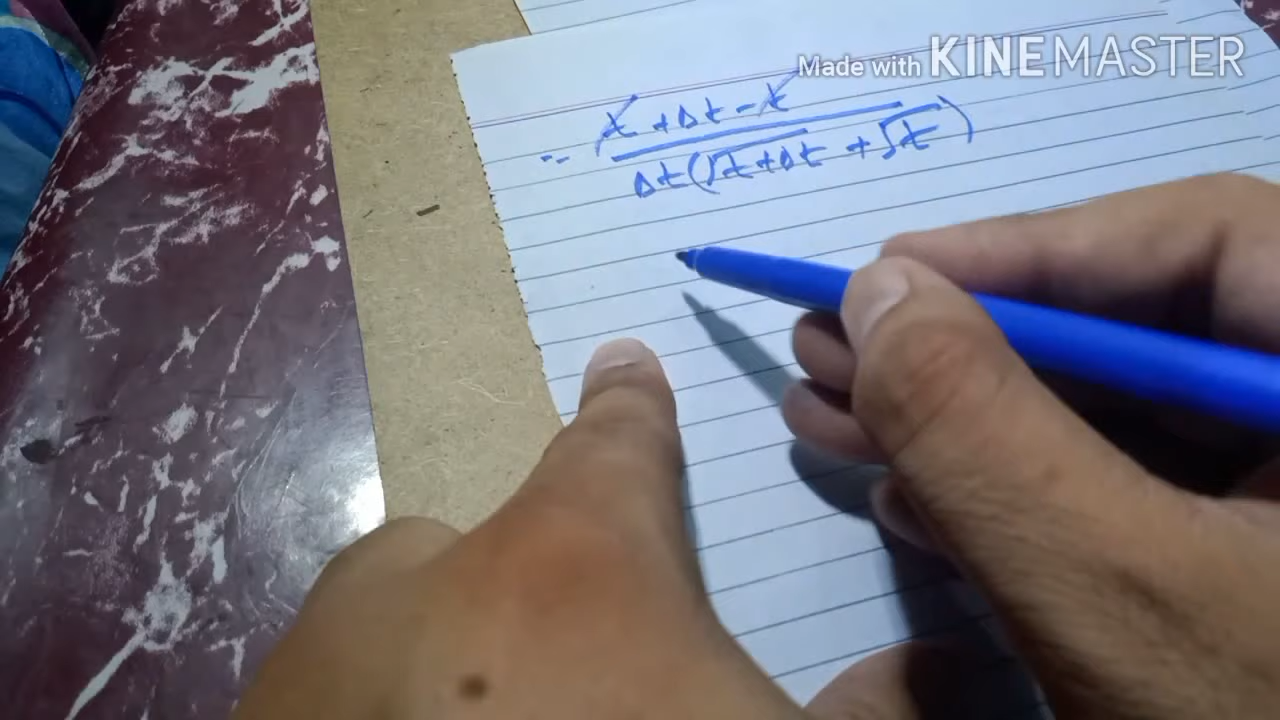 Made with KINEMASTER
= t + Δt - t
Δt(√t+Δt + √t)